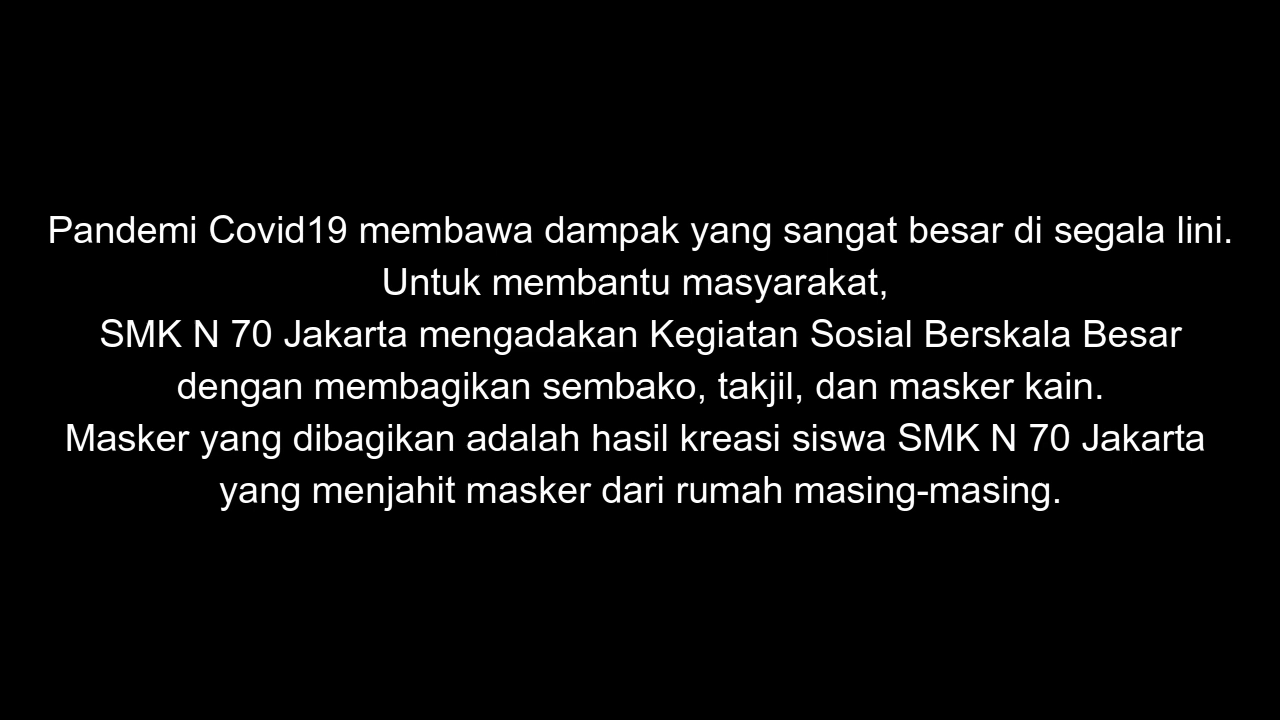 Pandemi Covid19 membawa dampak yang sangat besar di segala lini.
Untuk membantu masyarakat,
SMK N 70 Jakarta mengadakan Kegiatan Sosial Berskala Besar
dengan membagikan sembako, takjil, dan masker kain.
Masker yang dibagikan adalah hasil kreasi siswa SMK N 70 Jakarta
yang menjahit masker dari rumah masing-masing.